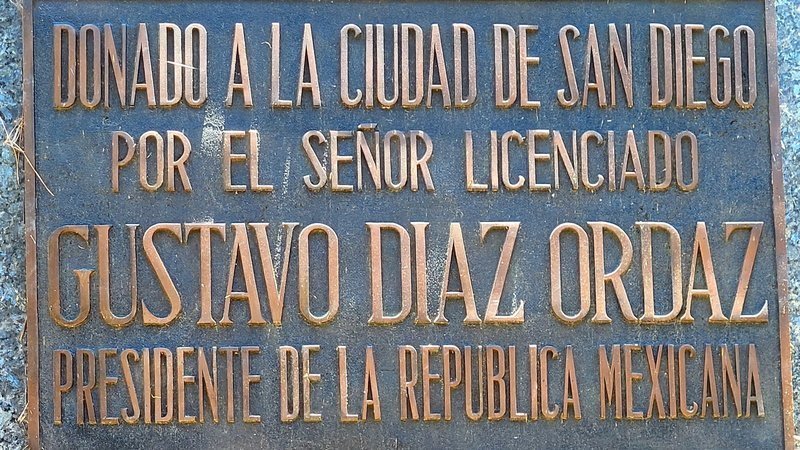 DONADO A LA CIUDAD DE SAN DIEGO
POR EL SEÑOR LICENCIADO
GUSTAVO DIAZ ORDAZ
PRESIDENTE DE LA REPUBLICA MEXICANA